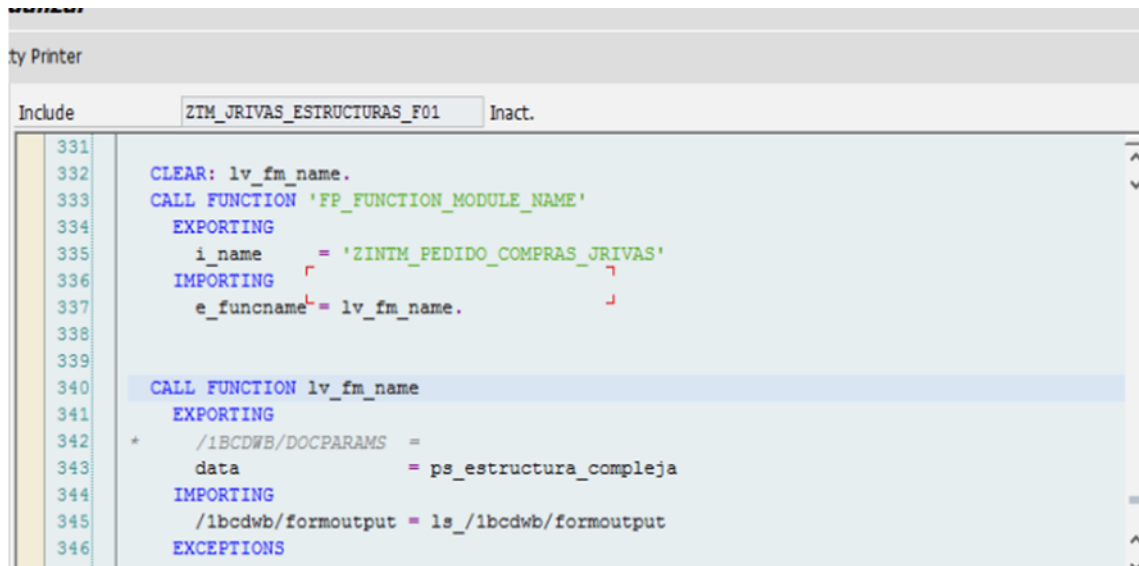 ty Printer
Include ZTM_JRIVAS_ESTRUCTURAS_F01 Inact.
331
332 CLEAR: lv_fm_name.
333 CALL FUNCTION 'FP_FUNCTION_MODULE_NAME'
334 EXPORTING
335 i_name = 'ZINTM_PEDIDO_COMPRAS_JRIVAS'
336 IMPORTING
337 e_funcname = lv_fm_name.
338
339
340 CALL FUNCTION lv_fm_name
341 EXPORTING
342 * /1BCDWB/DOCPARAMS =
343 data = ps_estructura_compleja
344 IMPORTING
345 /1bcdwb/formoutput = ls_/1bcdwb/formoutput
346 EXCEPTIONS